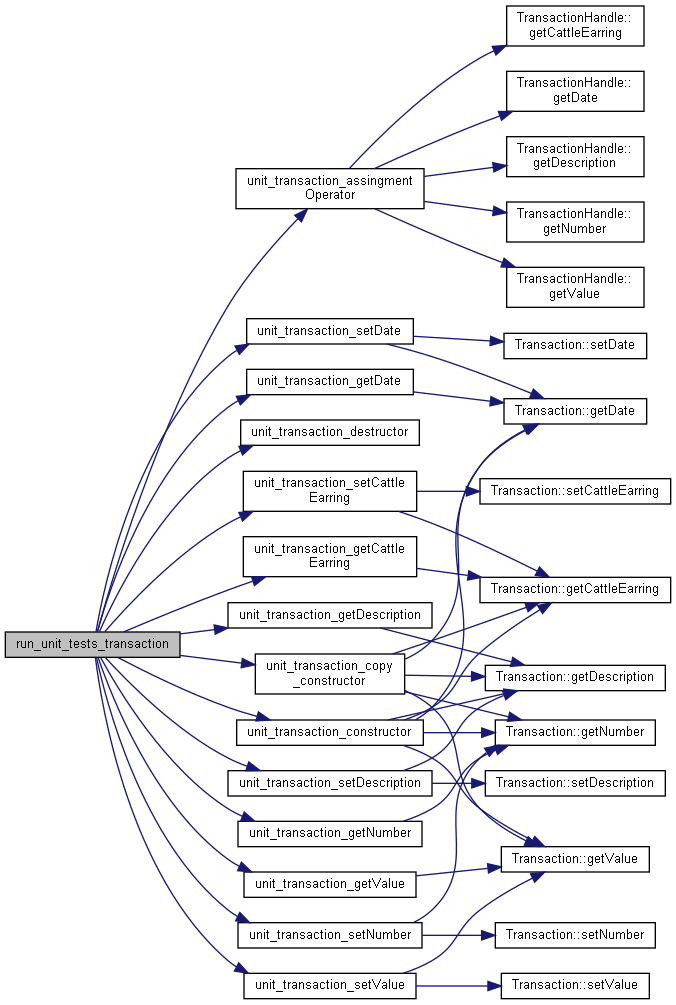 TransactionHandle::
getCattleEarring
TransactionHandle::
getDate
TransactionHandle::
getDescription
unit_transaction_assingment
Operator
TransactionHandle::
getNumber
TransactionHandle::
getValue
unit_transaction_setDate
Transaction::setDate
unit_transaction_getDate
Transaction::getDate
unit_transaction_destructor
unit_transaction_setCattle
Earring
Transaction::setCattleEarring
unit_transaction_getCattle
Earring
Transaction::getCattleEarring
unit_transaction_getDescription
run_unit_tests_transaction
unit_transaction_copy
_constructor
Transaction::getDescription
unit_transaction_constructor
Transaction::getNumber
unit_transaction_setDescription
Transaction::setDescription
unit_transaction_getNumber
Transaction::getValue
unit_transaction_getValue
unit_transaction_setNumber
Transaction::setNumber
unit_transaction_setValue
Transaction::setValue